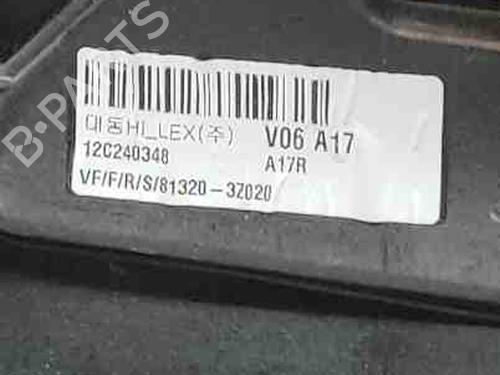 B-PARTS
대동HI_LEX(주) V06 A17
12C240348 A17R
VF/F/R/S/81320-3Z020